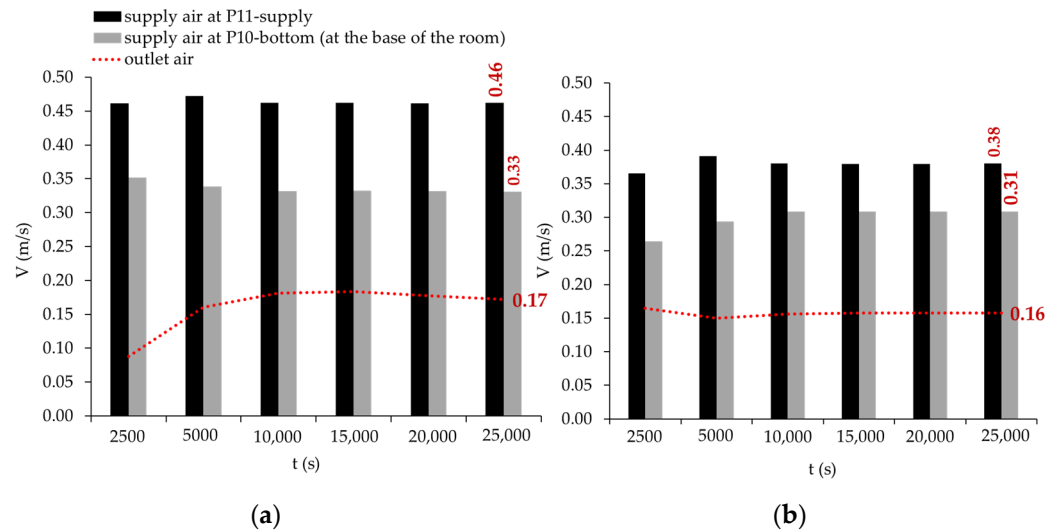 supply air at P11-supply
supply air at P10-bottom (at the base of the room)
outlet air
V (m/s)
0.50
0.45
0.40
0.35
0.30
0.25
0.20
0.15
0.10
0.05
0.00
0.46
0.33
0.17
2500 5000 10,000 15,000 20,000 25,000
t (s)
(a)
V (m/s)
0.50
0.45
0.40
0.35
0.30
0.25
0.20
0.15
0.10
0.05
0.00
0.38
0.31
0.16
2500 5000 10,000 15,000 20,000 25,000
t (s)
(b)